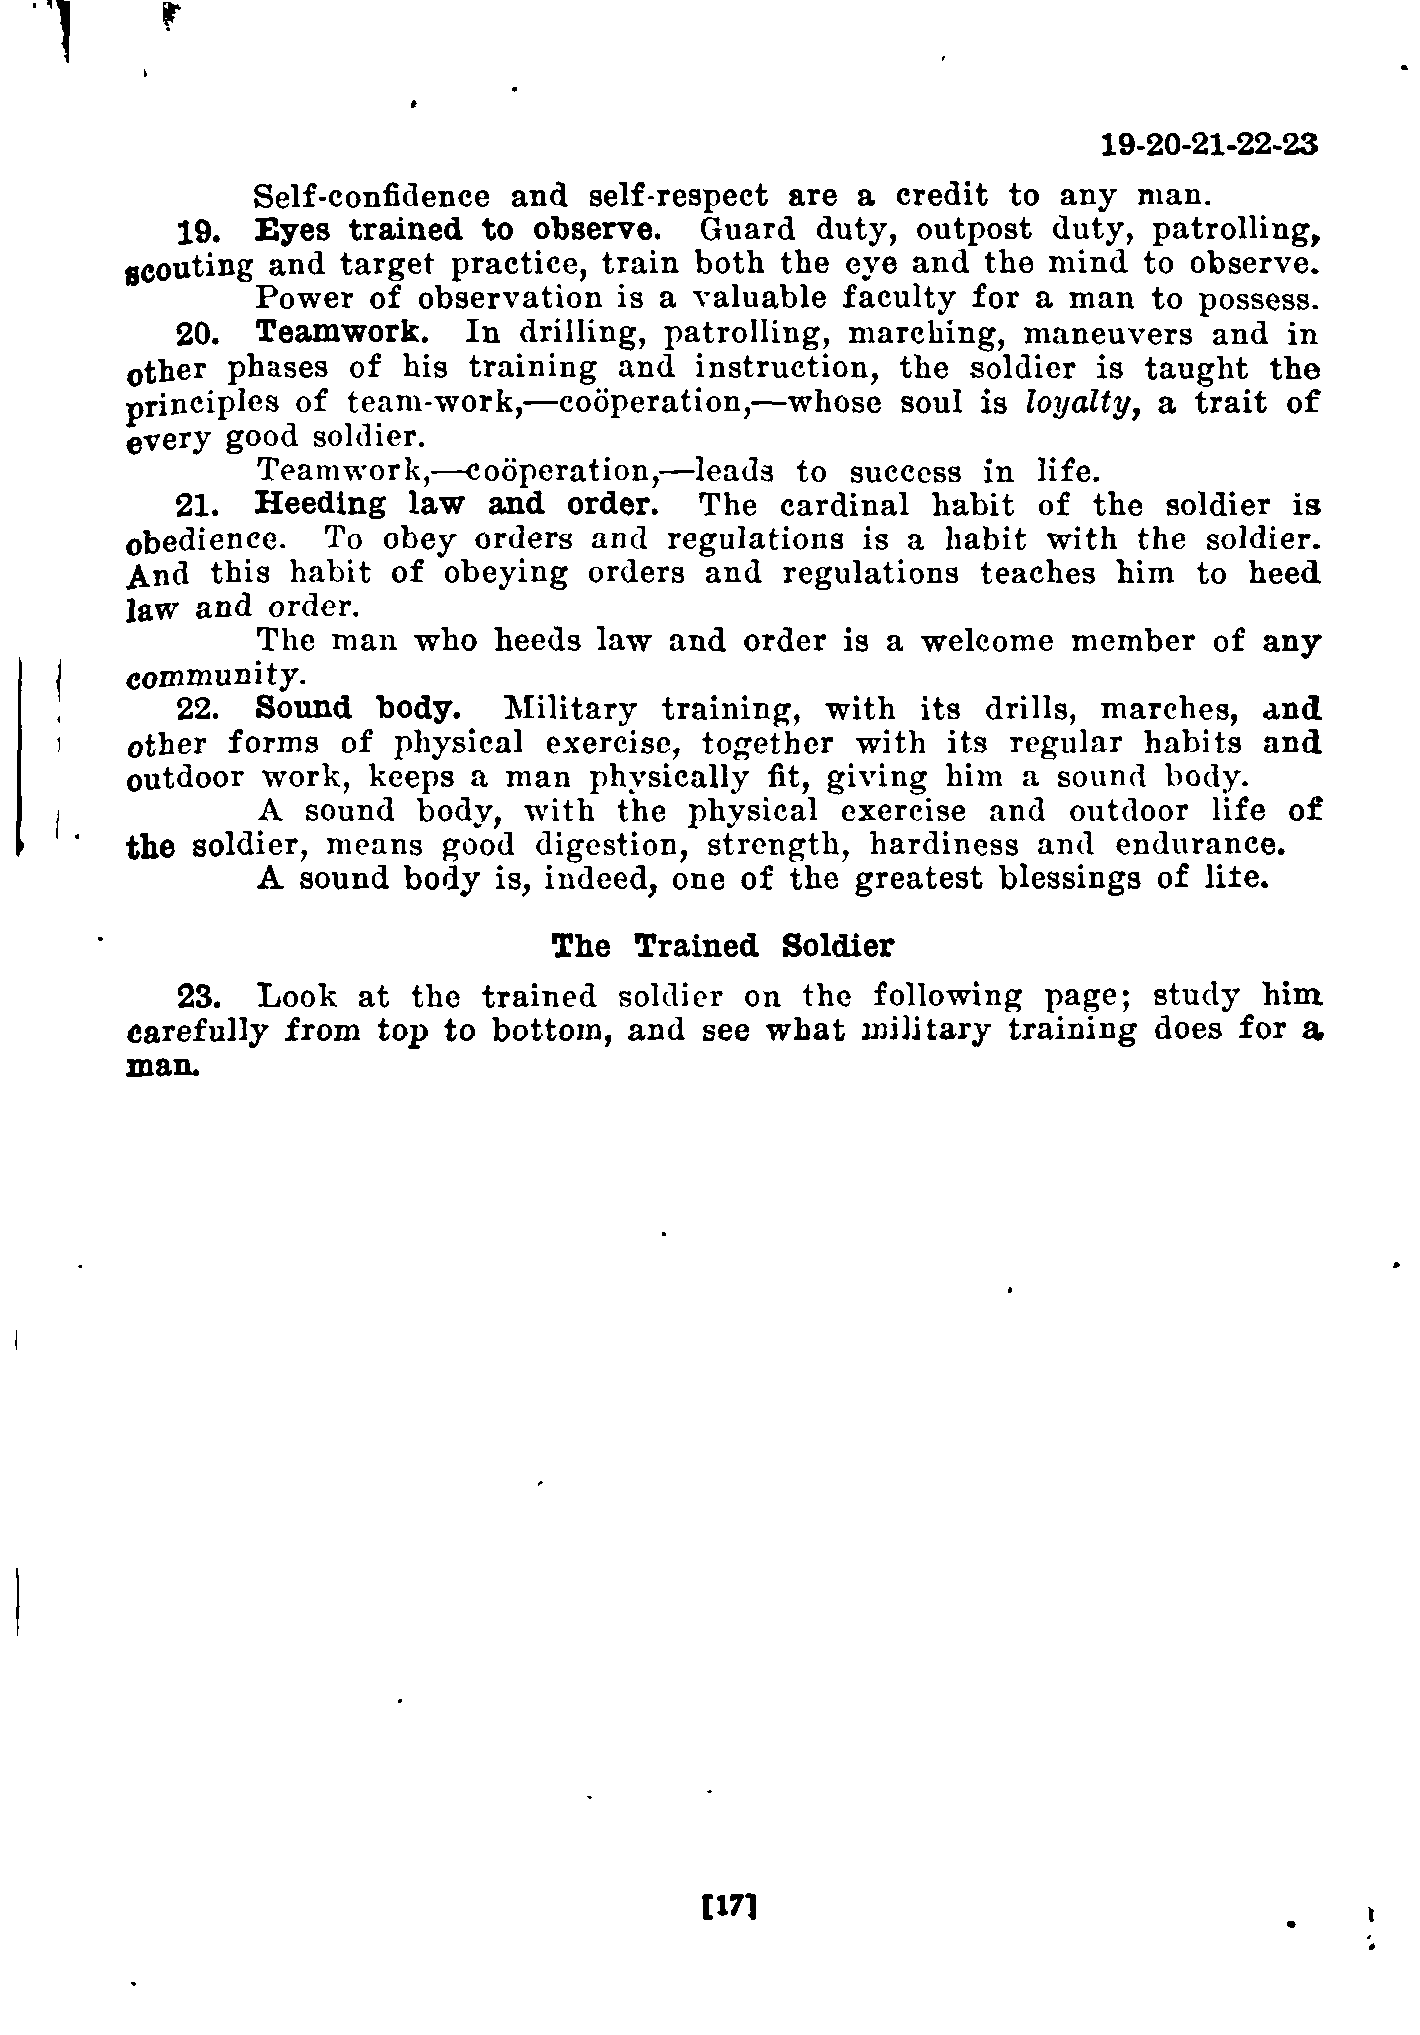 19-20-21-22-23
Self-confidence and self-respect are a credit to any man.
19. Eyes trained to observe. Guard duty, outpost duty, patrolling,
scouting and target practice, train both the eye and the mind to observe.
Power of observation is a valuable faculty for a man to possess.
20. Teamwork. In drilling, patrolling, marching, maneuvers and in
other phases of his training and instruction, the soldier is taught the
principles of team-work,—coöperation,—whose soul is loyalty, a trait of
every good soldier.
Teamwork,—coöperation,—leads to success in life.
21. Heeding law and order. The cardinal habit of the soldier is
obedience. To obey orders and regulations is a habit with the soldier.
And this habit of obeying orders and regulations teaches him to heed
law and order.
The man who heeds law and order is a welcome member of any
community.
22. Sound body. Military training, with its drills, marches, and
other forms of physical exercise, together with its regular habits and
outdoor work, keeps a man physically fit, giving him a sound body.
A sound body, with the physical exercise and outdoor life of
the soldier, means good digestion, strength, hardiness and endurance.
A sound body is, indeed, one of the greatest blessings of life.
The Trained Soldier
23. Look at the trained soldier on the following page; study him
carefully from top to bottom, and see what military training does for a
man.
[17]